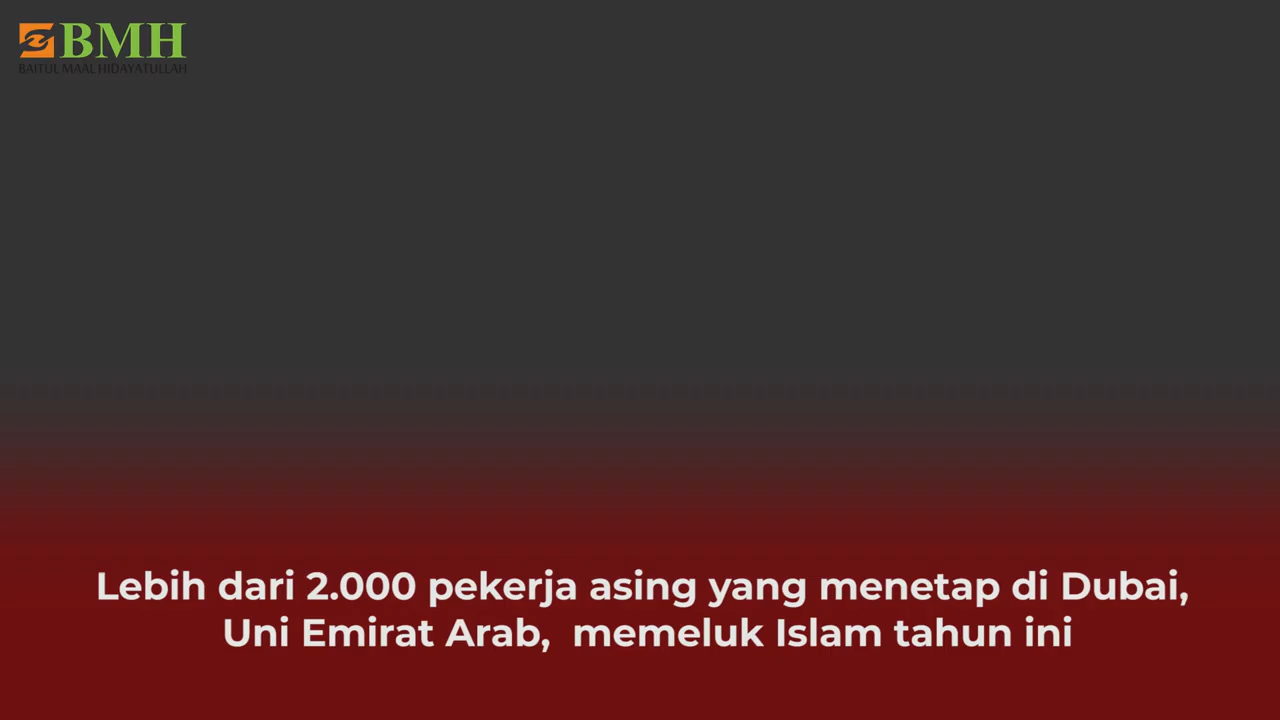 BMH
BAITUL MAAL HIDAYATULLAH
Lebih dari 2.000 pekerja asing yang menetap di Dubai,
Uni Emirat Arab,  memeluk Islam tahun ini